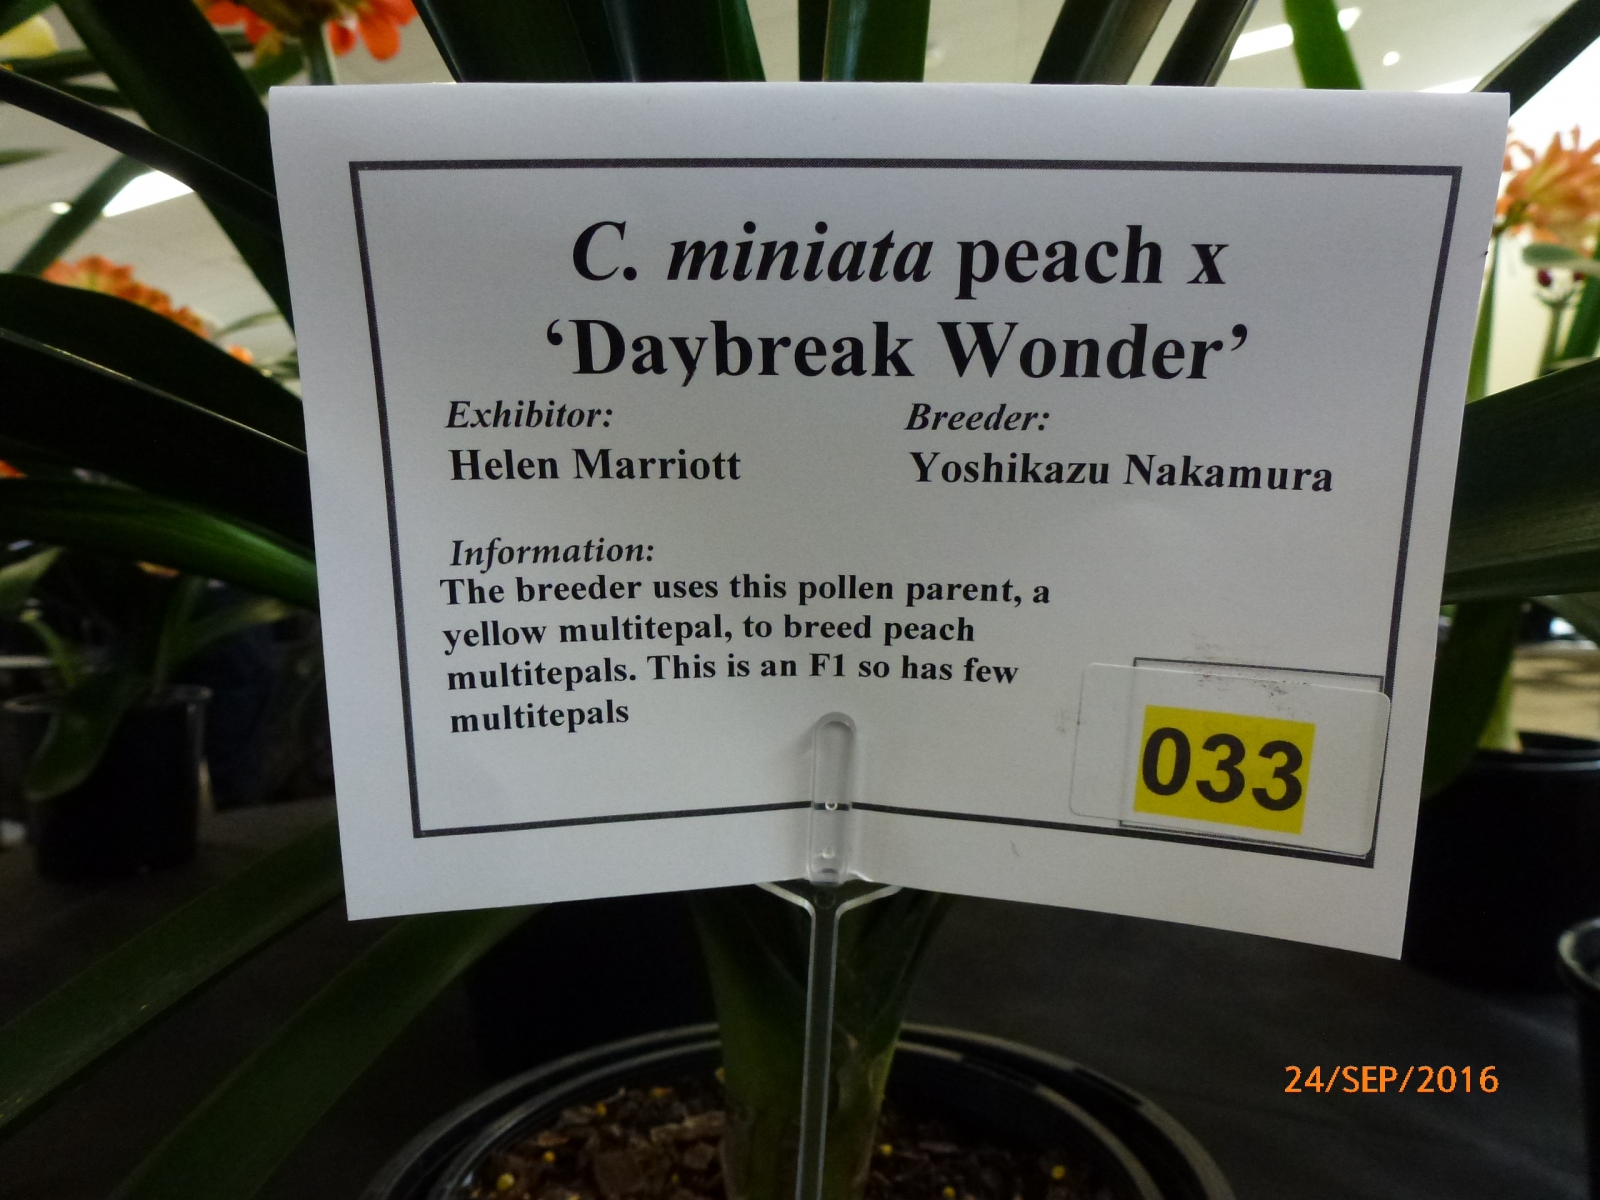 C. miniata peach x
‘Daybreak Wonder’
Exhibitor:
Breeder:
Helen Marriott
Yoshikazu Nakamura
Information:
The breeder uses this pollen parent, a
yellow multitepal, to breed peach
multitepals. This is an F1 so has few
multitepals
033
24/SEP/2016